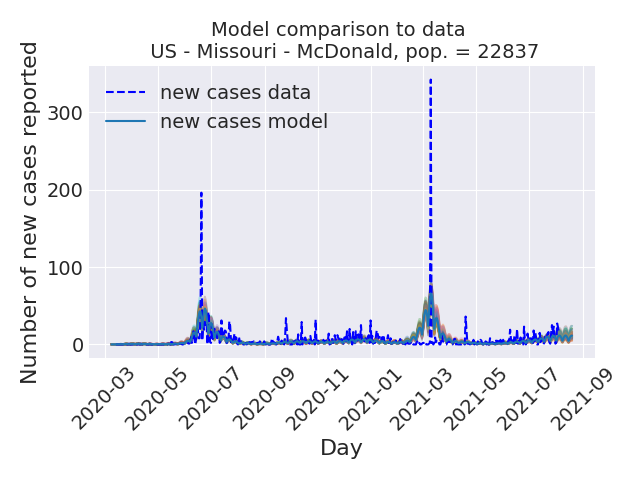 Model comparison to data
US - Missouri - McDonald, pop. = 22837
Number of new cases reported
300
200
100
0
new cases data
new cases model
2020-03
2020-05
2020-07
2020-09
2020-11
2021-01
2021-03
2021-05
2021-07
2021-09
Day